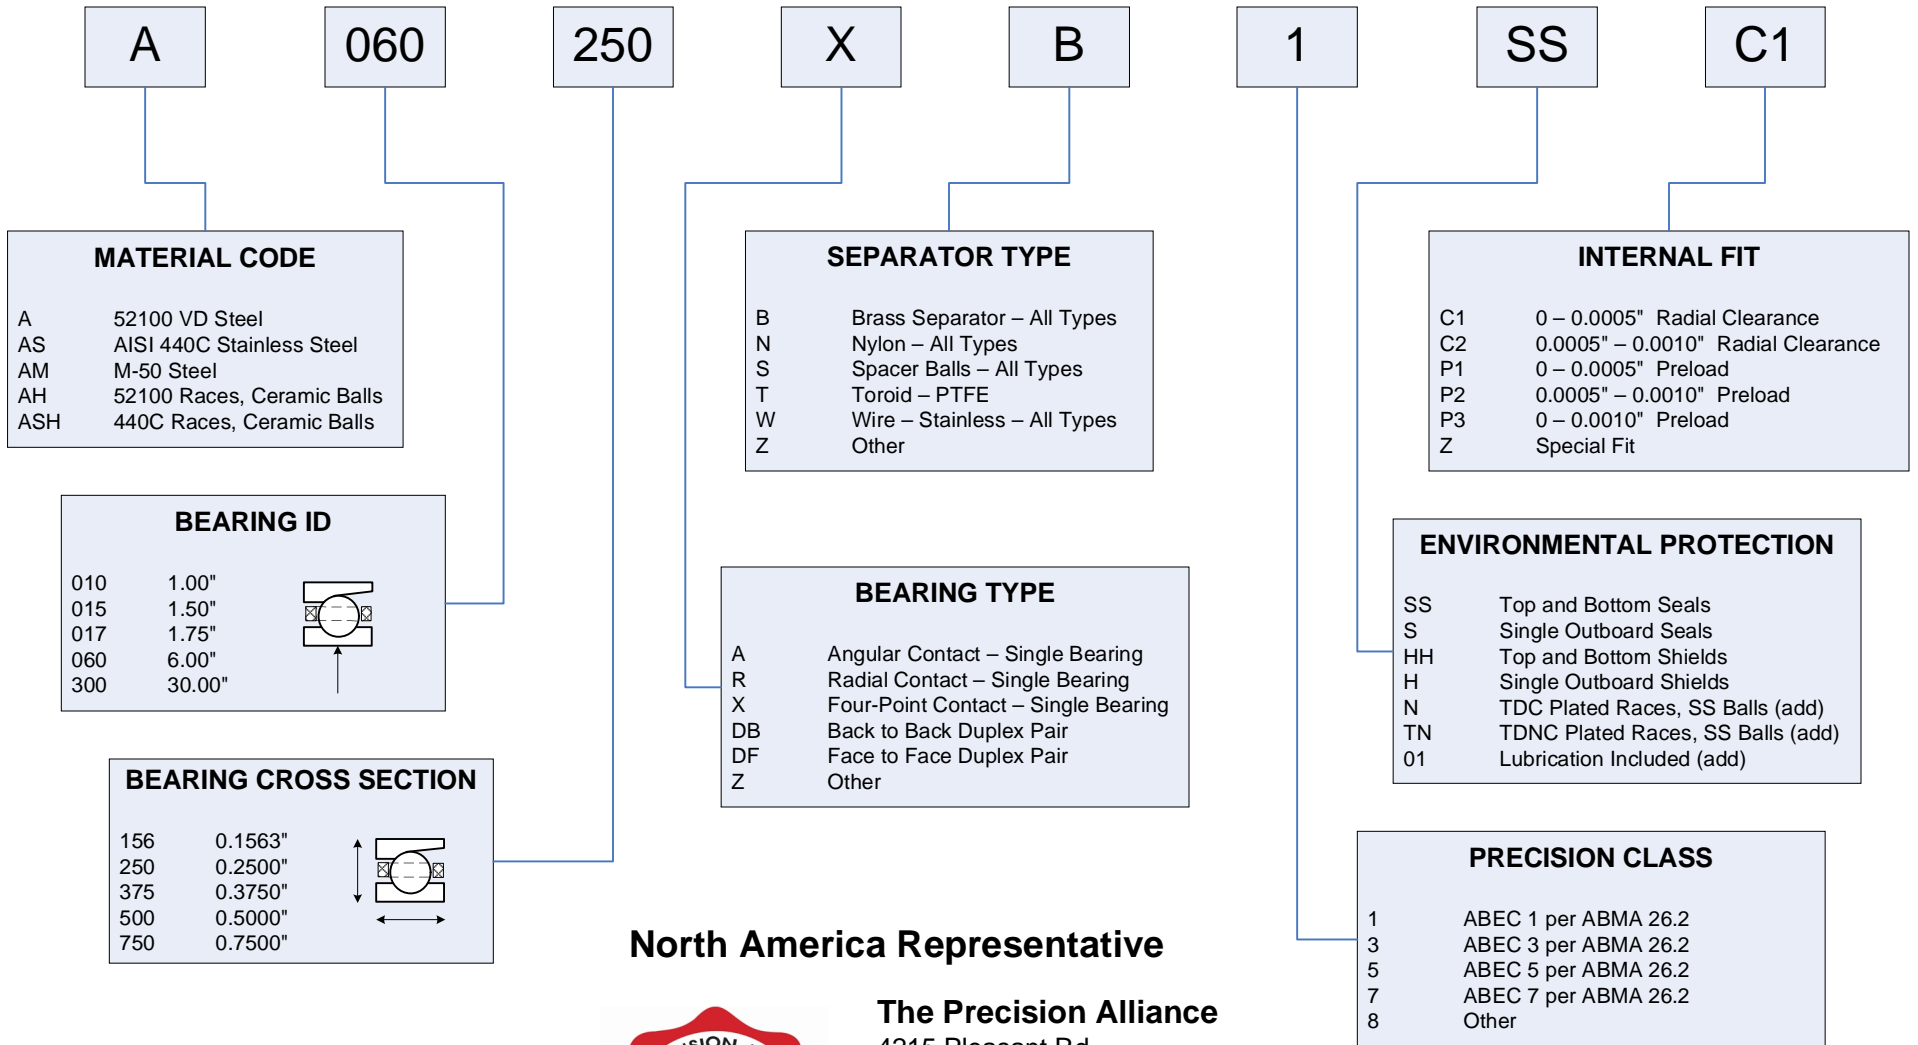 A 060 250 X B 1 SS C1
MATERIAL CODE
A 52100 VD Steel
AS AISI 440C Stainless Steel
AM M-50 Steel
AH 52100 Races, Ceramic Balls
ASH 440C Races, Ceramic Balls
BEARING ID
010 1.00"
015 1.50"
017 1.75"
060 6.00"
300 30.00"
BEARING CROSS SECTION
156 0.1563"
250 0.2500"
375 0.3750"
500 0.5000"
750 0.7500"
SEPARATOR TYPE
B Brass Separator – All Types
N Nylon – All Types
S Spacer Balls – All Types
T Toroid – PTFE
W Wire – Stainless – All Types
Z Other
BEARING TYPE
A Angular Contact – Single Bearing
R Radial Contact – Single Bearing
X Four-Point Contact – Single Bearing
DB Back to Back Duplex Pair
DF Face to Face Duplex Pair
Z Other
INTERNAL FIT
C1 0 – 0.0005" Radial Clearance
C2 0.0005" – 0.0010" Radial Clearance
P1 0 – 0.0005" Preload
P2 0.0005" – 0.0010" Preload
P3 0 – 0.0010" Preload
Z Special Fit
ENVIRONMENTAL PROTECTION
SS Top and Bottom Seals
S Single Outboard Seals
HH Top and Bottom Shields
H Single Outboard Shields
N TDC Plated Races, SS Balls (add)
TN TDNC Plated Races, SS Balls (add)
01 Lubrication Included (add)
PRECISION CLASS
1 ABEC 1 per ABMA 26.2
3 ABEC 3 per ABMA 26.2
5 ABEC 5 per ABMA 26.2
7 ABEC 7 per ABMA 26.2
8 Other
North America Representative
The Precision Alliance
4215 Pleasant Rd